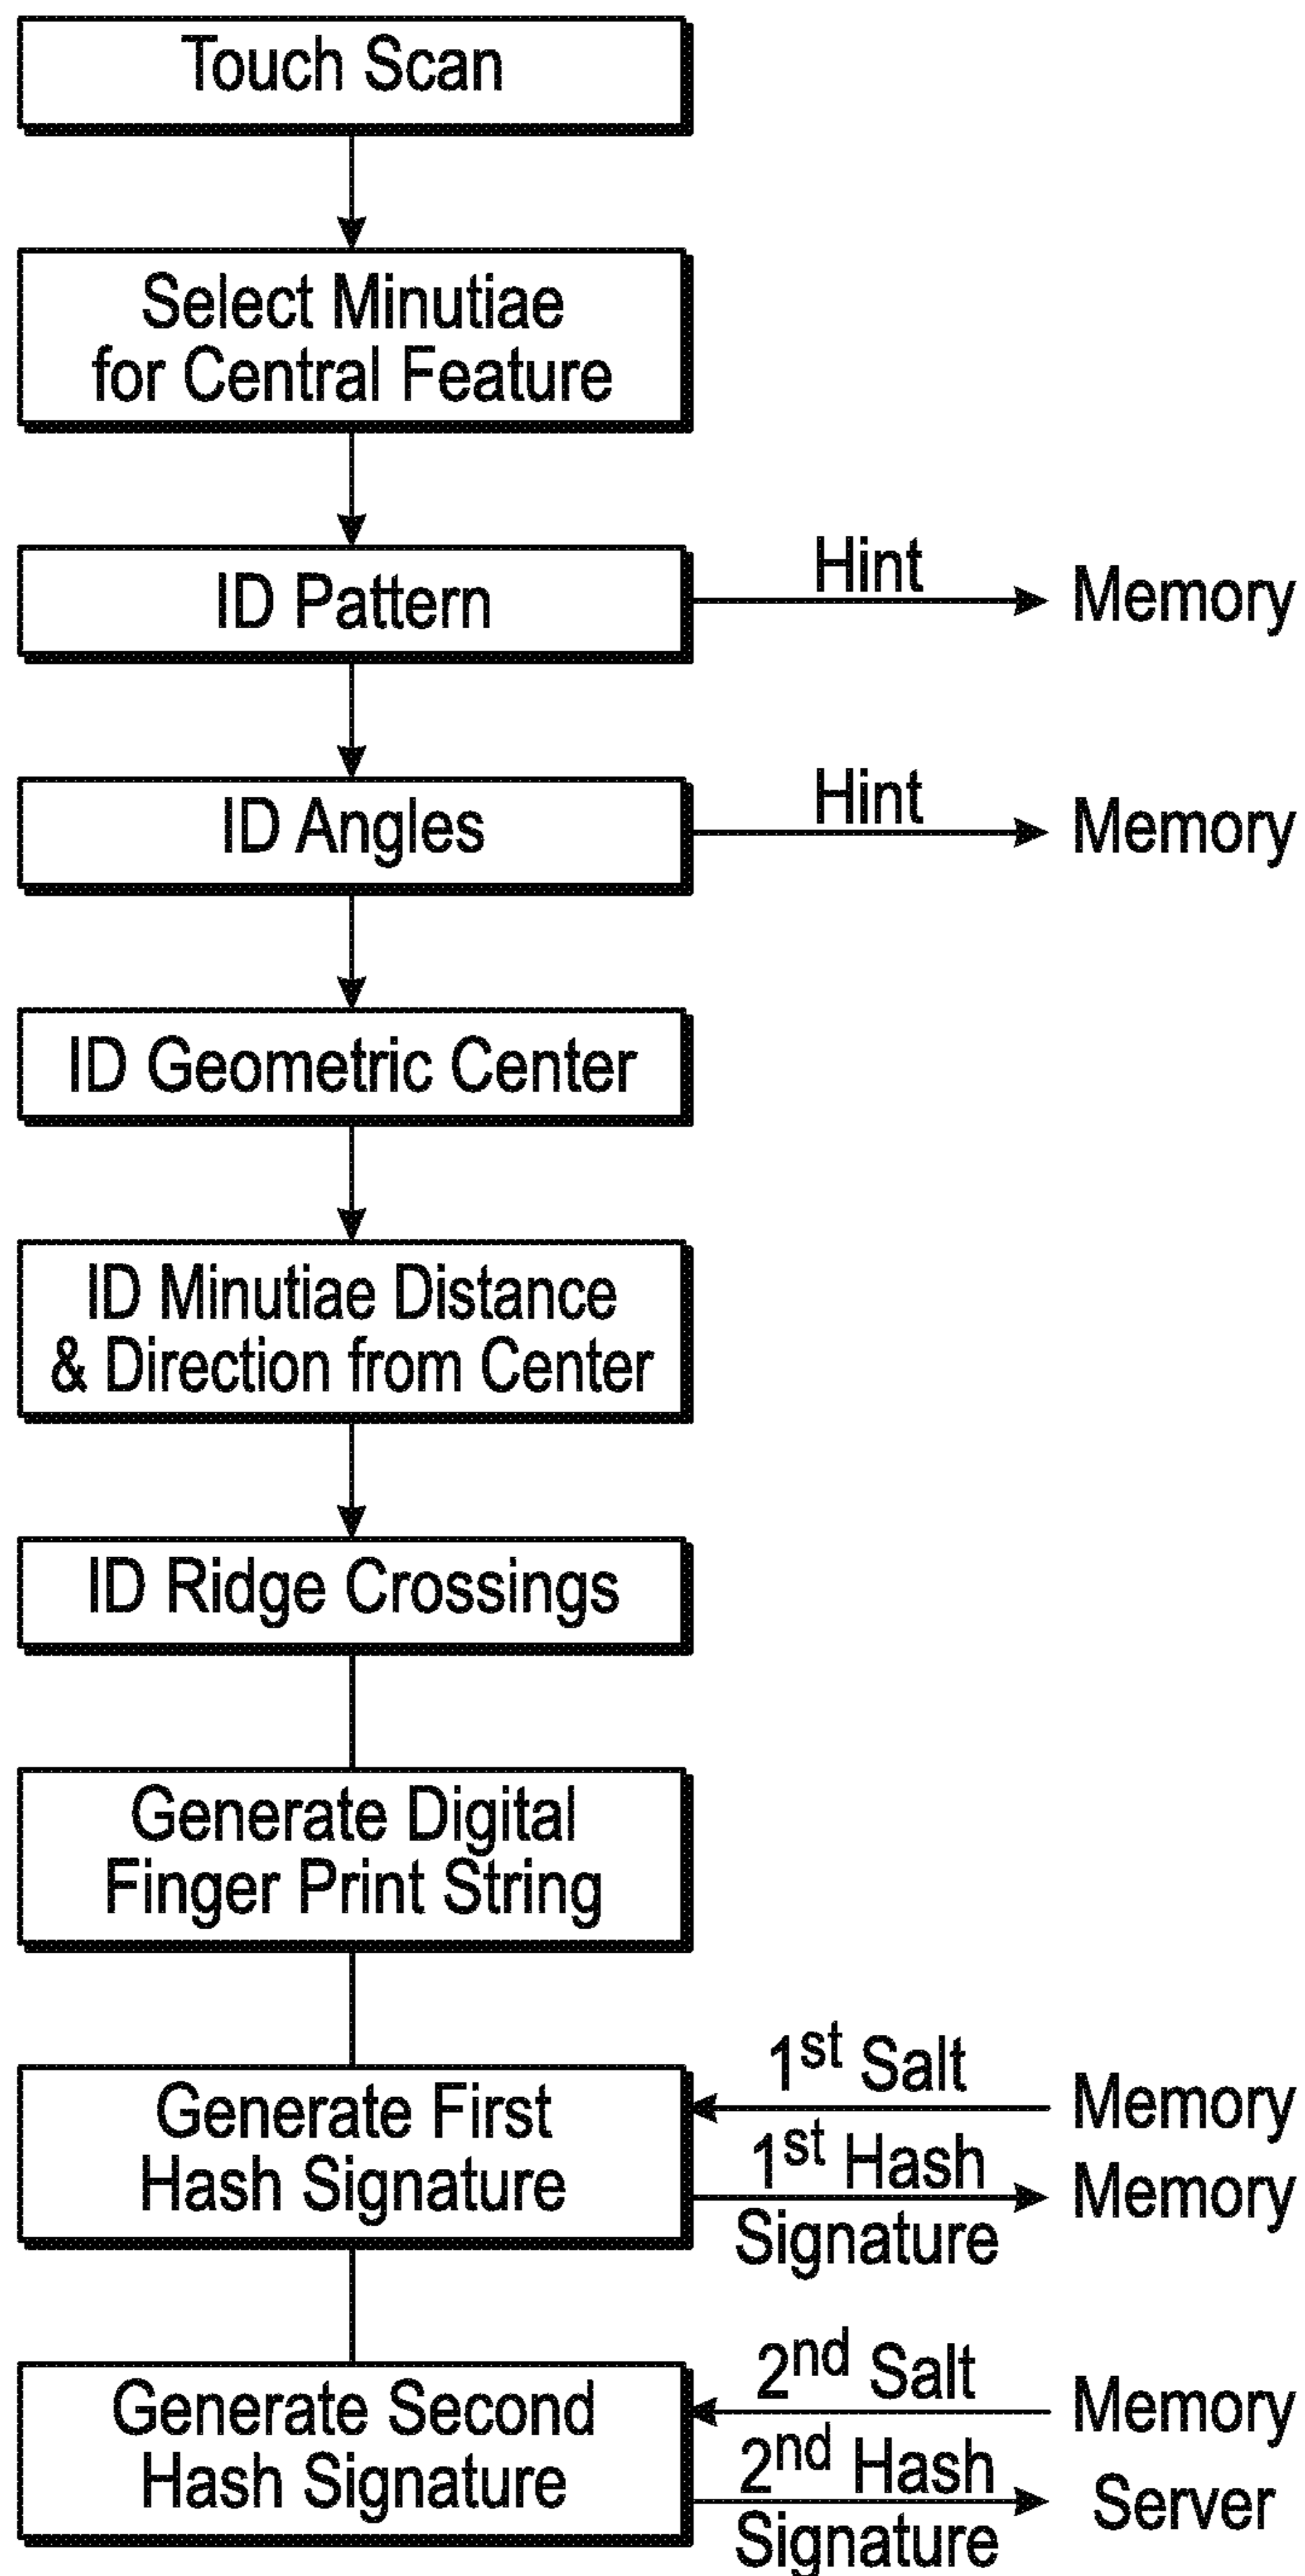 Touch Scan
Select Minutiae
for Central Feature
ID Pattern
Hint
Memory
ID Angles
Hint
Memory
ID Geometric Center
ID Minutiae Distance
& Direction from Center
ID Ridge Crossings
Generate Digital
Finger Print String
Generate First
Hash Signature
1st Salt
Memory
1st Hash
Signature
Memory
Generate Second
Hash Signature
2nd Salt
Memory
2nd Hash
Signature
Server